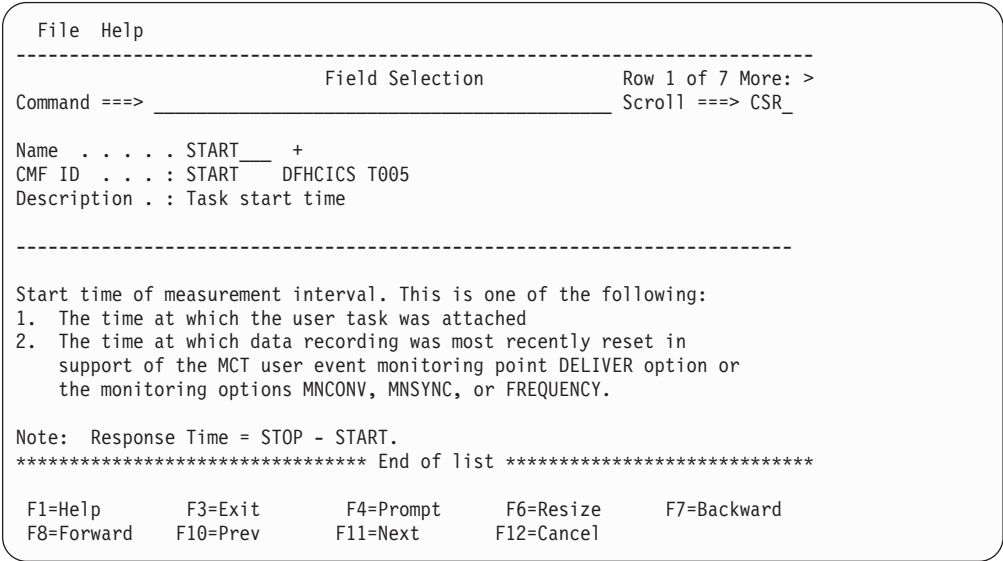 File Help
---------------------------------------------------------------------------
Field Selection Row 1 of 7 More: >
Command ===> ___________________________________________ Scroll ===> CSR_
Name . . . . . START___ +
CMF ID . . . : START DFHCICS T005
Description . : Task start time
-------------------------------------------------------------------------
Start time of measurement interval. This is one of the following:
1. The time at which the user task was attached
2. The time at which data recording was most recently reset in
support of the MCT user event monitoring point DELIVER option or
the monitoring options MNCONV, MNSYNC, or FREQUENCY.
Note: Response Time = STOP - START.
********************************* End of list *****************************
F1=Help F3=Exit F4=Prompt F6=Resize F7=Backward
F8=Forward F10=Prev F11=Next F12=Cancel